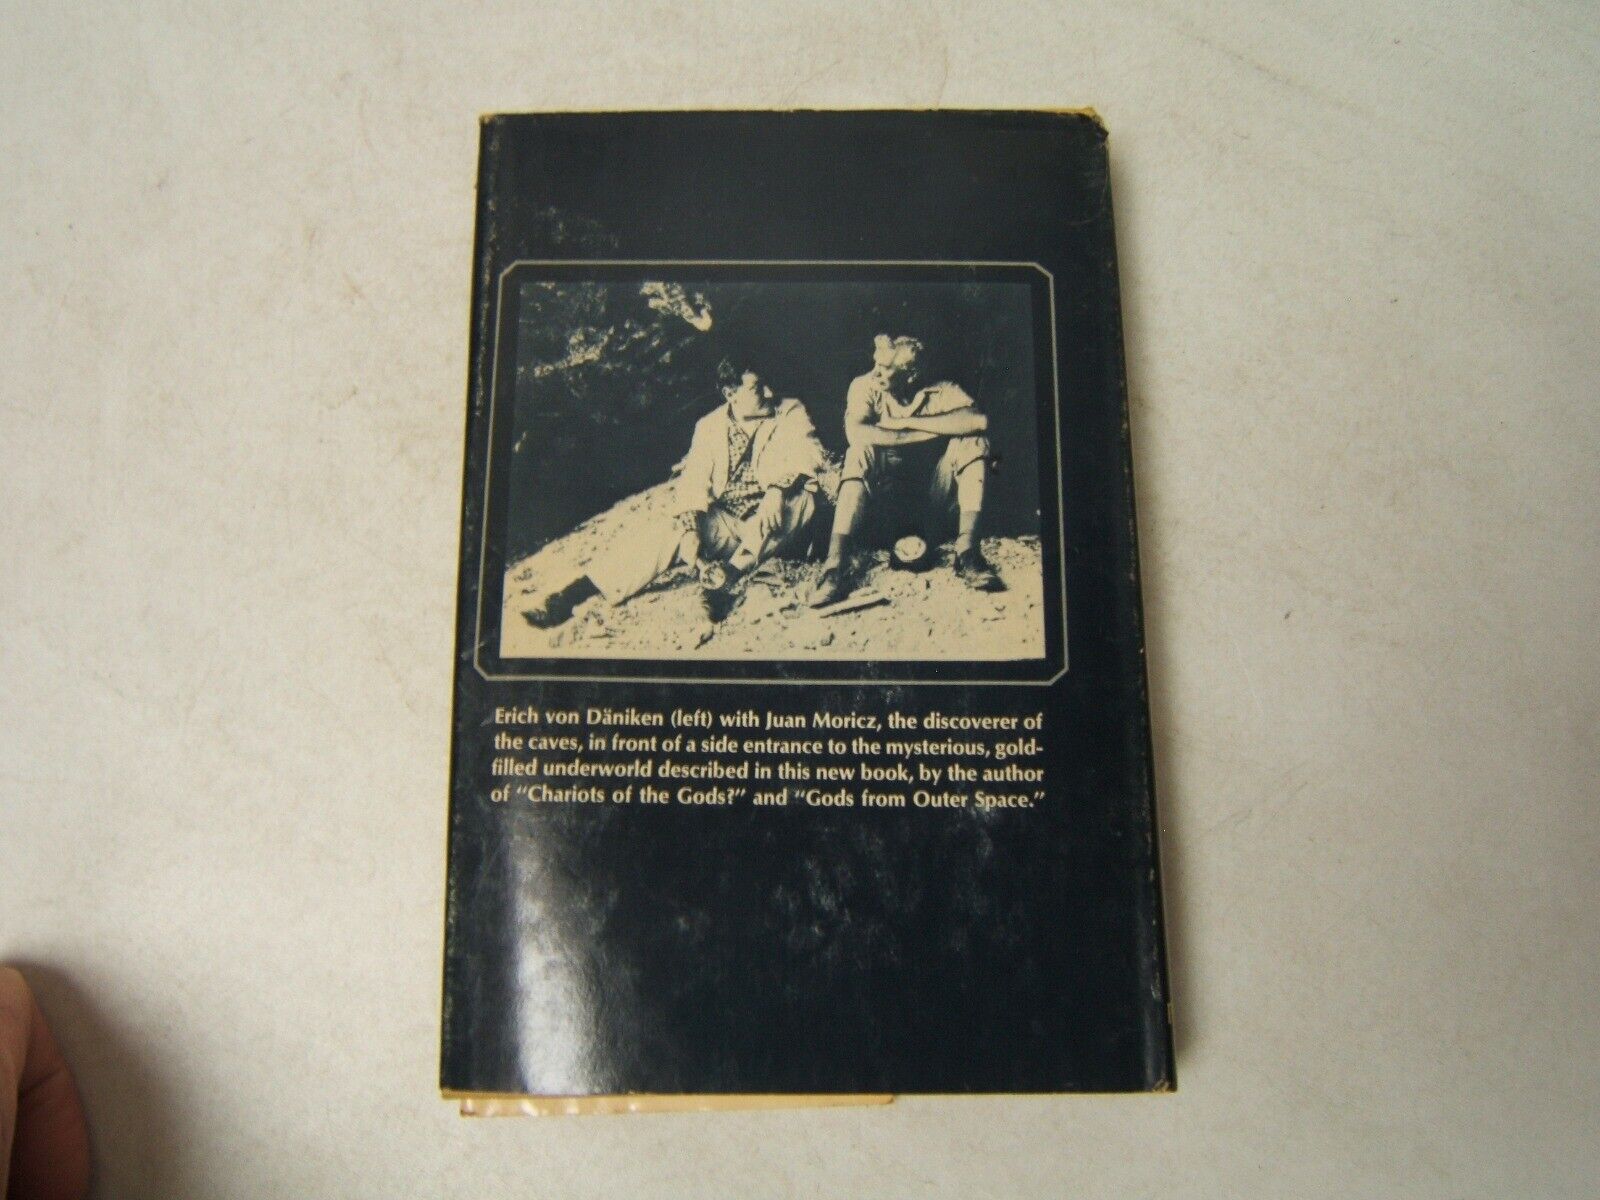 Erich von Däniken (left) with Juan Moricz, the discoverer of
the caves, in front of a side entrance to the mysterious, gold-
filled underworld described in this new book, by the author
of "Chariots of the Gods?" and "Gods from Outer Space."